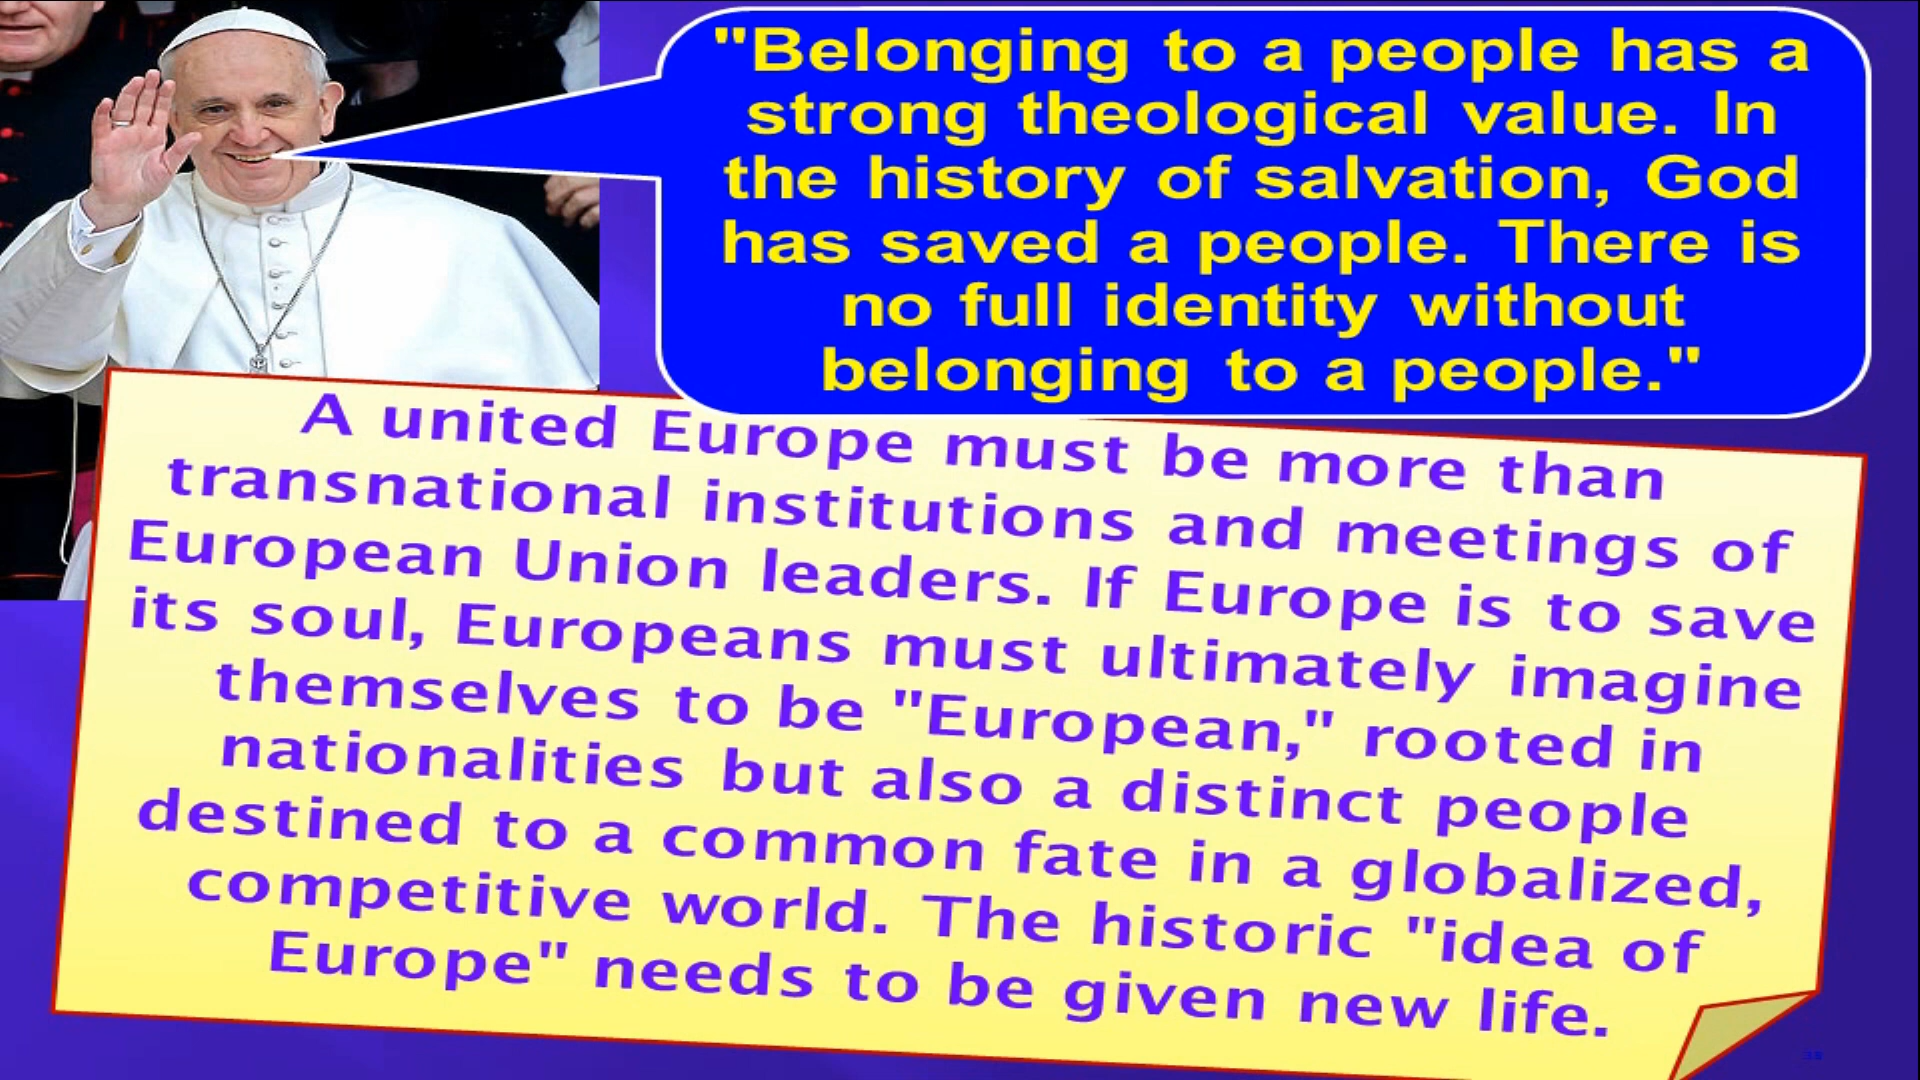 "Belonging to a people has a
strong theological value. In
the history of salvation, God
has saved a people. There is
no full identity without
belonging to a people."
A united Europe must be more than
transnational institutions and meetings of
European Union leaders. If Europe is to save
its soul, Europeans must ultimately imagine
themselves to be "European," rooted in
nationalities but also a distinct people
destined to a common fate in a globalized,
competitive world. The historic "idea of
Europe" needs to be given new life.